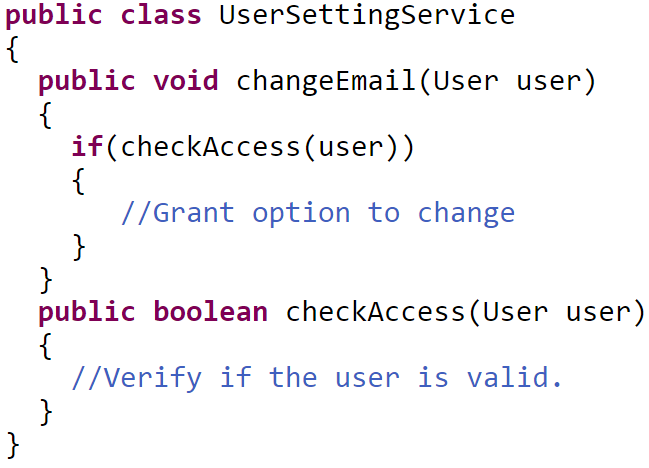 public class UserSettingService
{
  public void changeEmail(User user)
  {
    if(checkAccess(user))
    {
       //Grant option to change
    }
  }
  public boolean checkAccess(User user)
  {
    //Verify if the user is valid.
  }
}